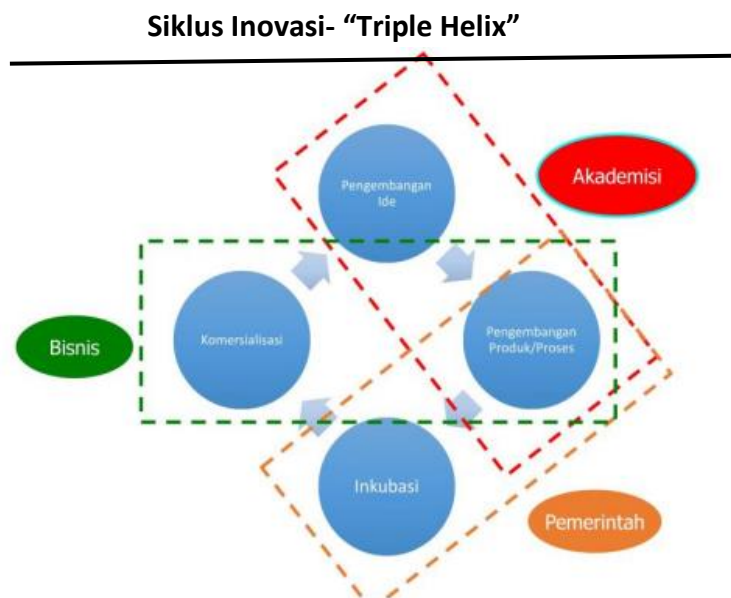 Siklus Inovasi- “Triple Helix”
Pengembangan
Ide
Akademisi
Bisnis
Komersialisasi
Pengembangan
Produk/Proses
Inkubasi
Pemerintah